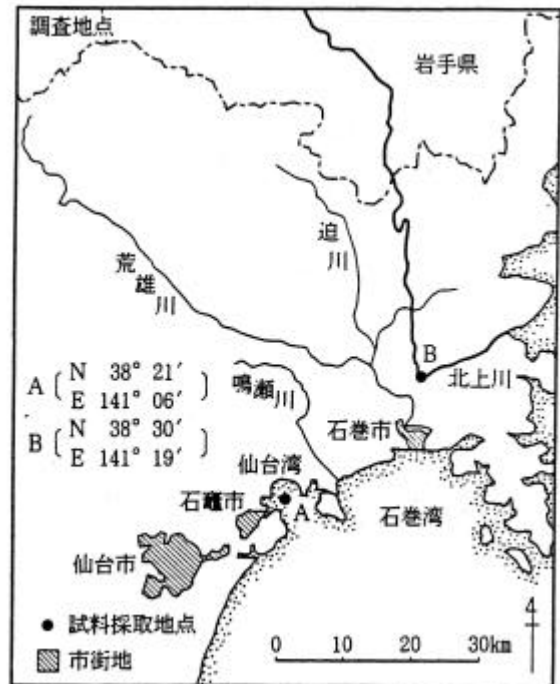 調査地点
岩手県
迫川
荒雄川
B
A { N 38° 21′
E 141° 06′ }
B { N 38° 30′
E 141° 19′ }
鳴瀬川
北上川
石巻市
仙台湾
石竈市
A
石巻湾
仙台市
● 試料採取地点
市街地
4
0 10 20 30km